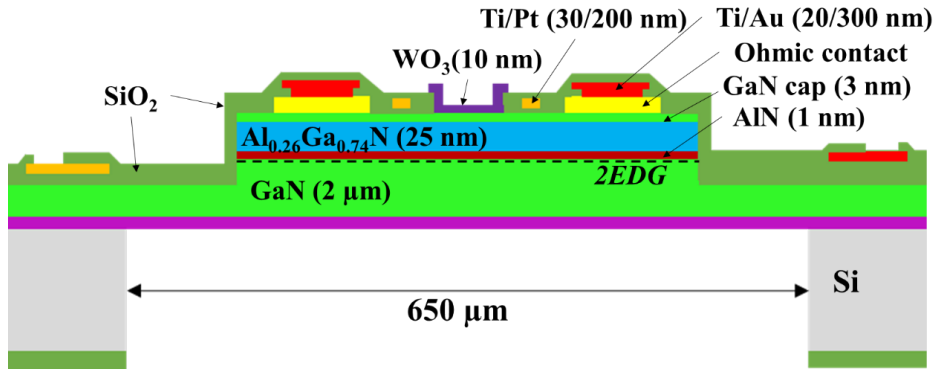 Ti/Pt (30/200 nm)
Ti/Au (20/300 nm)
WO₃(10 nm)
Ohmic contact
SiO₂
GaN cap (3 nm)
AlN (1 nm)
Al₀.₂₆Ga₀.₇₄N (25 nm)
2EDG
GaN (2 µm)
Si
650 µm